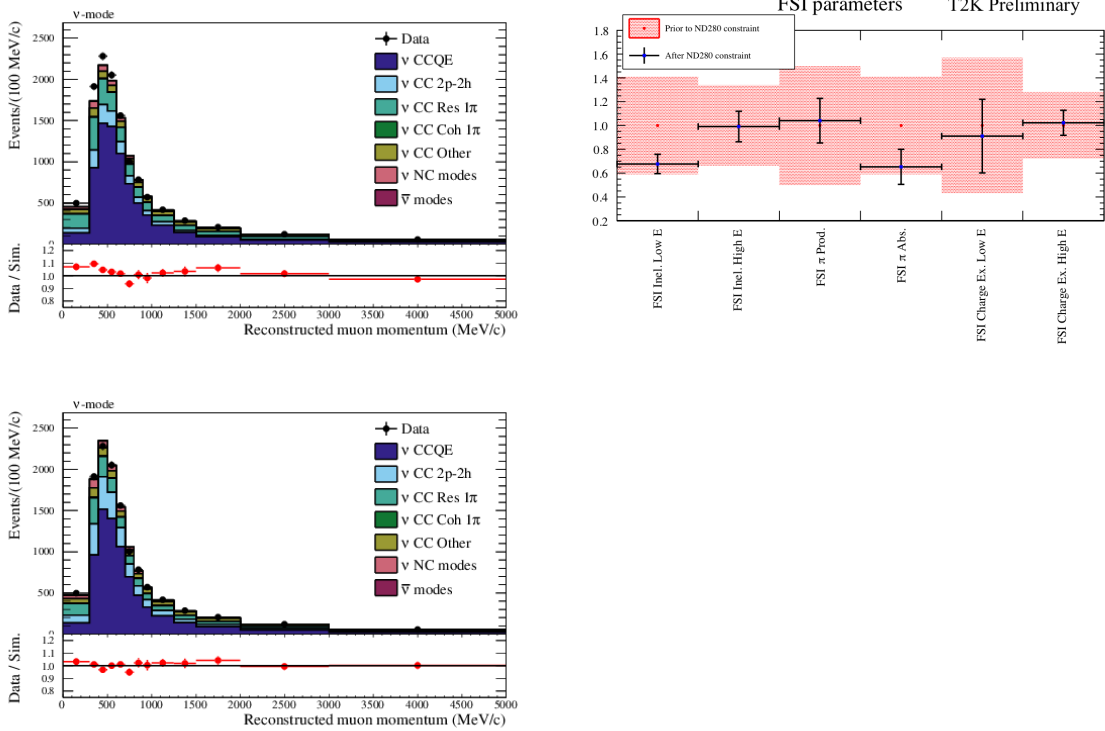 ν-mode
Events/(100 MeV/c)
2500
2000
1500
1000
500
0
Data
ν CCQE
ν CC 2p-2h
ν CC Res 1π
ν CC Coh 1π
ν CC Other
ν NC modes
ν̅ modes
Data / Sim.
1.2
1.1
1.0
0.9
0.8
0 500 1000 1500 2000 2500 3000 3500 4000 4500 5000
Reconstructed muon momentum (MeV/c)
FSI parameters T2K Preliminary
Prior to ND280 constraint
After ND280 constraint
1.8
1.6
1.4
1.2
1.0
0.8
0.6
0.4
0.2
FSI Inel. Low E
FSI Inel. High E
FSI π Prod.
FSI π Abs.
FSI Charge Ex. Low E
FSI Charge Ex. High E
ν-mode
Events/(100 MeV/c)
2500
2000
1500
1000
500
0
Data
ν CCQE
ν CC 2p-2h
ν CC Res 1π
ν CC Coh 1π
ν CC Other
ν NC modes
ν̅ modes
Data / Sim.
1.2
1.1
1.0
0.9
0.8
0 500 1000 1500 2000 2500 3000 3500 4000 4500 5000
Reconstructed muon momentum (MeV/c)